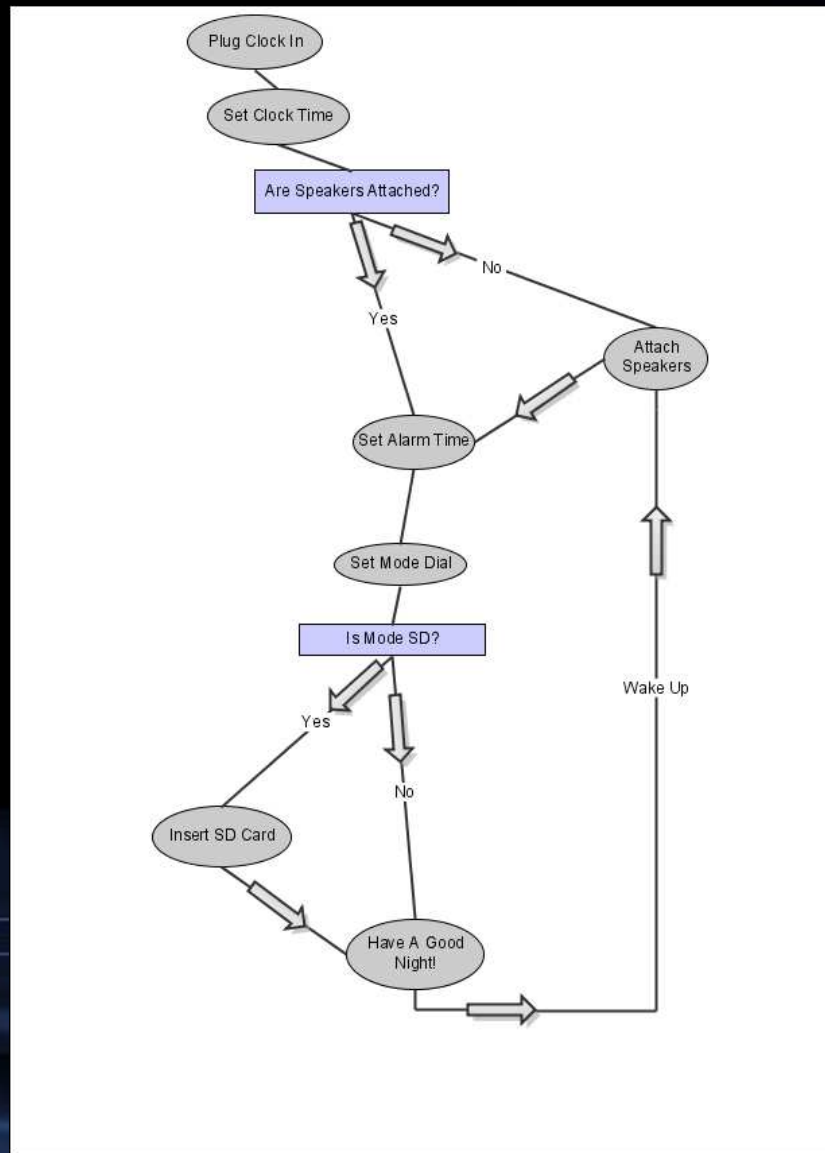 Plug Clock In
Set Clock Time
Are Speakers Attached?
No
Yes
Attach
Speakers
Set Alarm Time
Set Mode Dial
Is Mode SD?
Wake Up
Yes
No
Insert SD Card
Have A Good
Night!